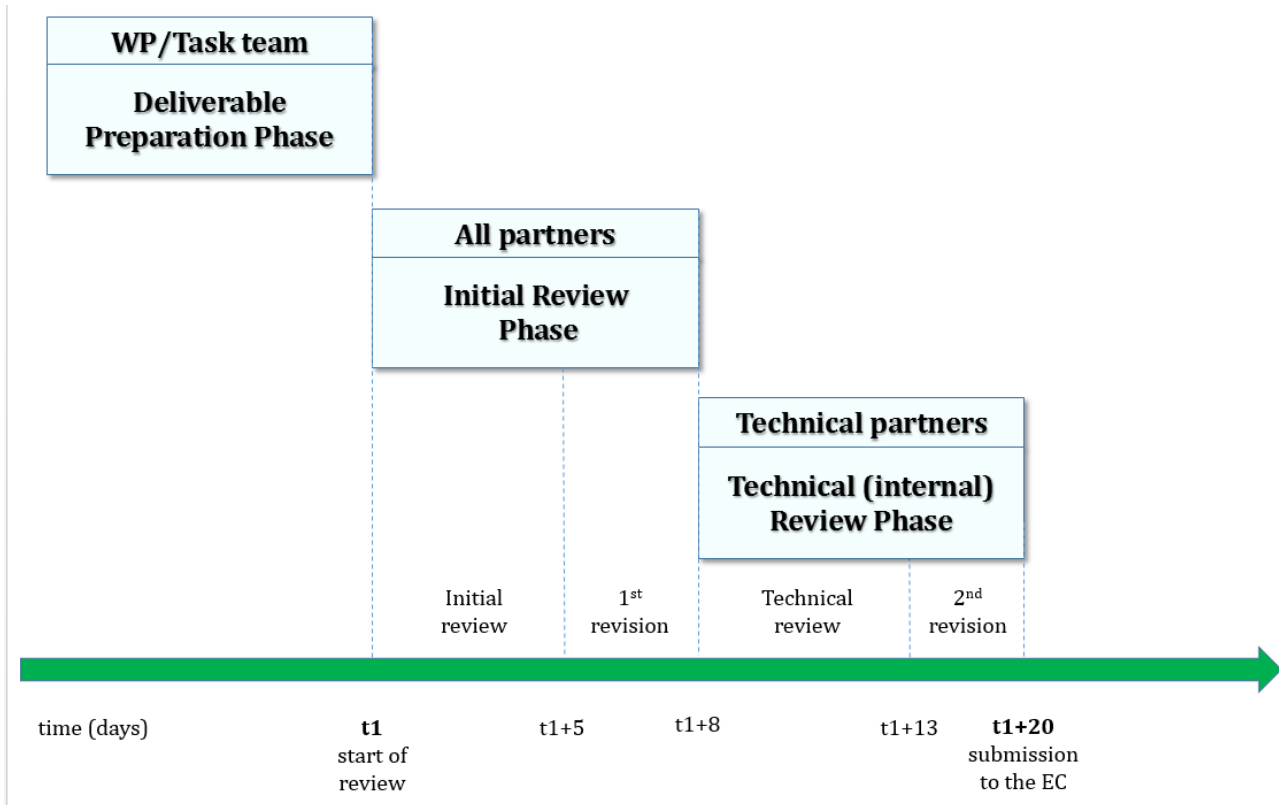 WP/Task team
Deliverable
Preparation Phase
All partners
Initial Review
Phase
Technical partners
Technical (internal)
Review Phase
Initial
review
1st
revision
Technical
review
2nd
revision
time (days)
t1
start of
review
t1+5
t1+8
t1+13
t1+20
submission
to the EC